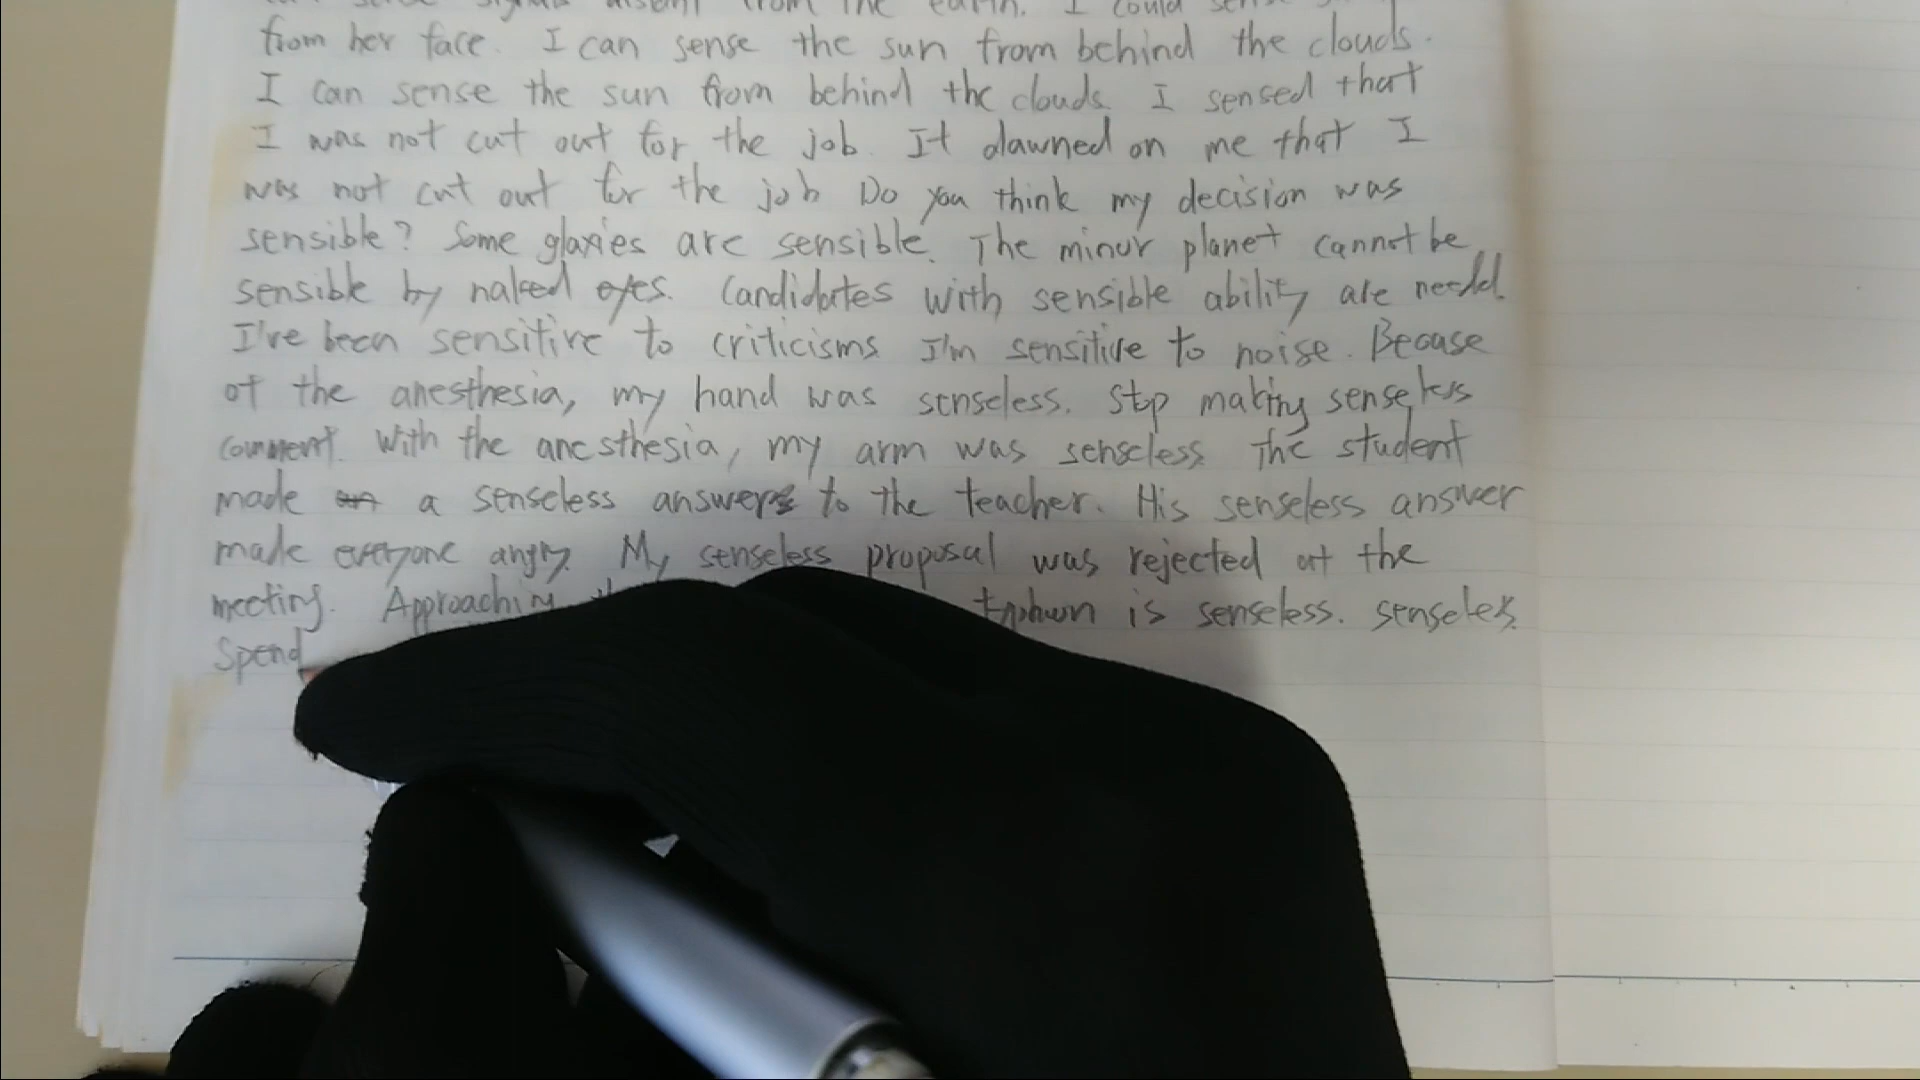 from the earth. I could
from her face. I can sense the sun from behind the clouds.
I can sense the sun from behind the clouds. I sensed that
I was not cut out for the job. It dawned on me that I
was not cut out for the job Do you think my decision was
sensible? Some glaxies are sensible. The minor planet cannot be
sensible by naked eyes. Candidates with sensible ability are
I've been sensitive to criticisms I'm sensitive to noise. Because
of the anesthesia, my hand was senseless. Stop making senseless
comment. With the anesthesia, my arm was senseless. The student
made a senseless answer to the teacher. His senseless answer
made everyone angry. My senseless proposal was rejected at the
meeting. Approaching is senseless. senseless
Spend